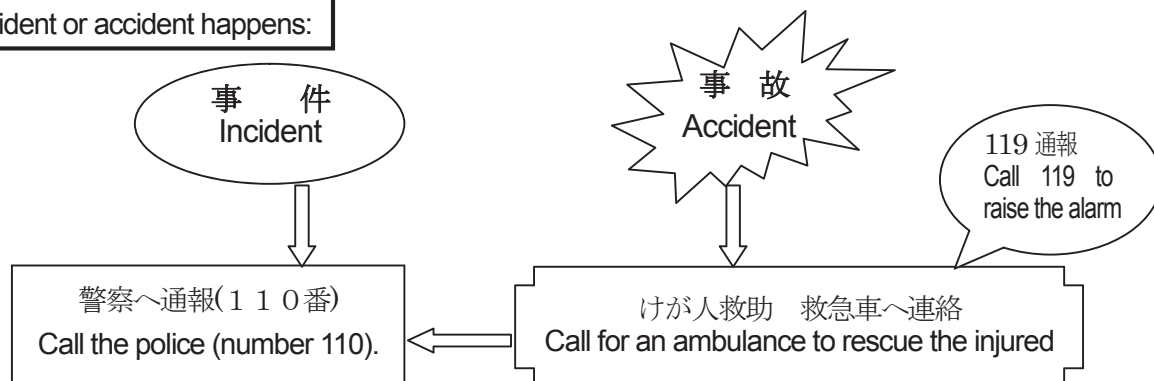 ident or accident happens:
事　件
Incident
事　故
Accident
119 通報
Call 119 to
raise the alarm
警察へ通報(１１０番)
Call the police (number 110).
けが人救助　救急車へ連絡
Call for an ambulance to rescue the injured